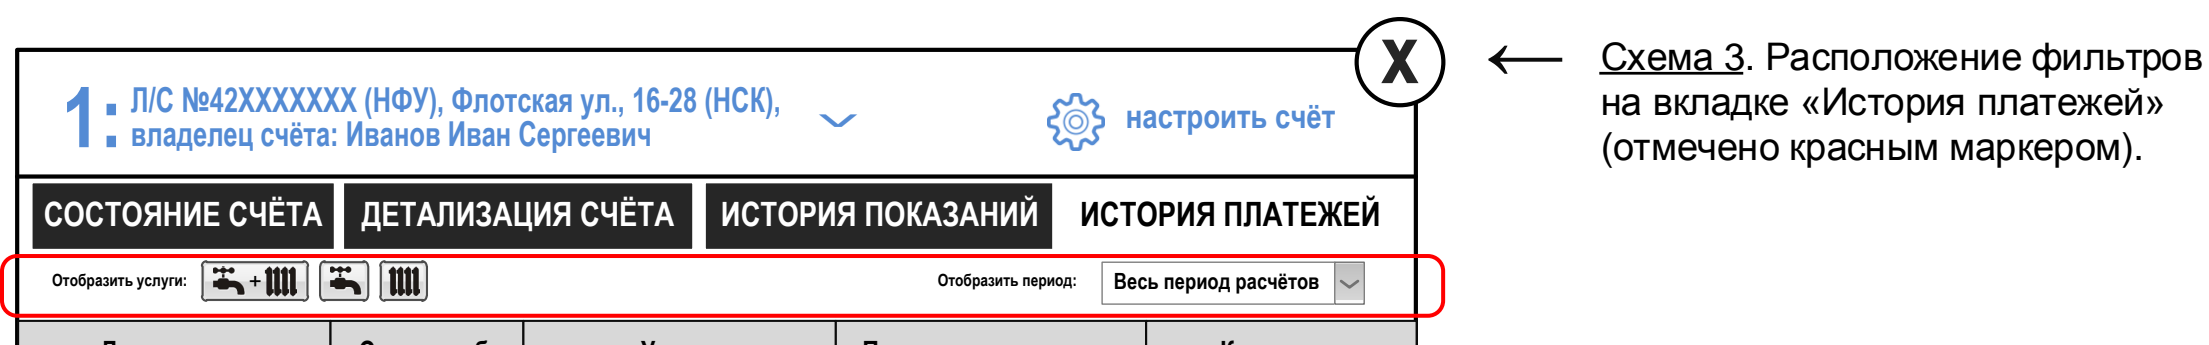 X
← Схема 3. Расположение фильтров
на вкладке «История платежей»
(отмечено красным маркером).
1: Л/С №42XXXXXXX (НФУ), Флотская ул., 16-28 (НСК),
владелец счёта: Иванов Иван Сергеевич
настроить счёт
СОСТОЯНИЕ СЧЁТА ДЕТАЛИЗАЦИЯ СЧЁТА ИСТОРИЯ ПОКАЗАНИЙ ИСТОРИЯ ПЛАТЕЖЕЙ
Отобразить услуги: + Отобразить период: Весь период расчётов